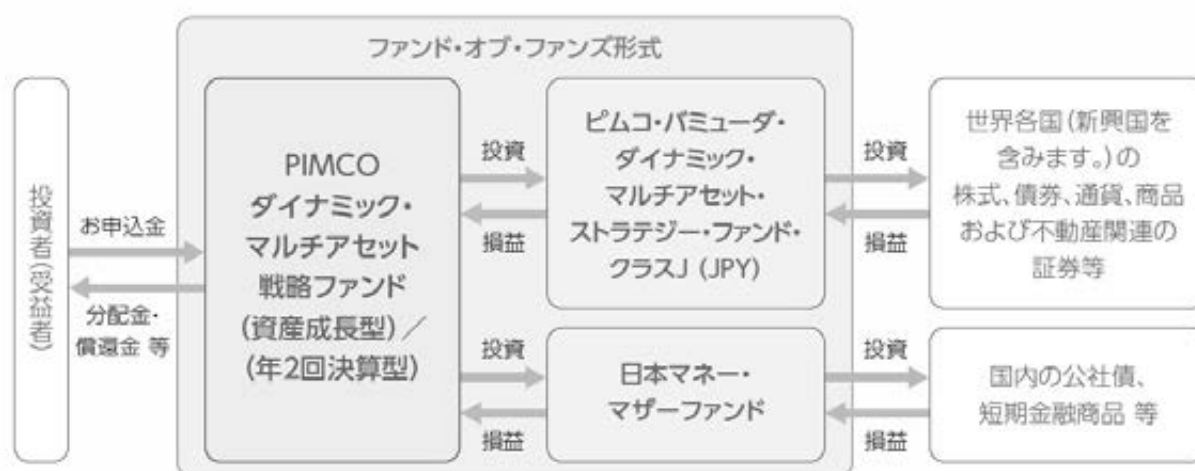 ファンド・オブ・ファンズ形式
投資者(受益者)
お申込金
分配金・
償還金 等
PIMCO
ダイナミック・
マルチアセット
戦略ファンド
(資産成長型)／
(年2回決算型)
投資
損益
ピムコ・バミューダ・
ダイナミック・
マルチアセット・
ストラテジー・ファンド・
クラスJ (JPY)
投資
損益
世界各国(新興国を
含みます。)の
株式、債券、通貨、商品
および不動産関連の
証券等
投資
損益
日本マネー・
マザーファンド
投資
損益
国内の公社債、
短期金融商品 等